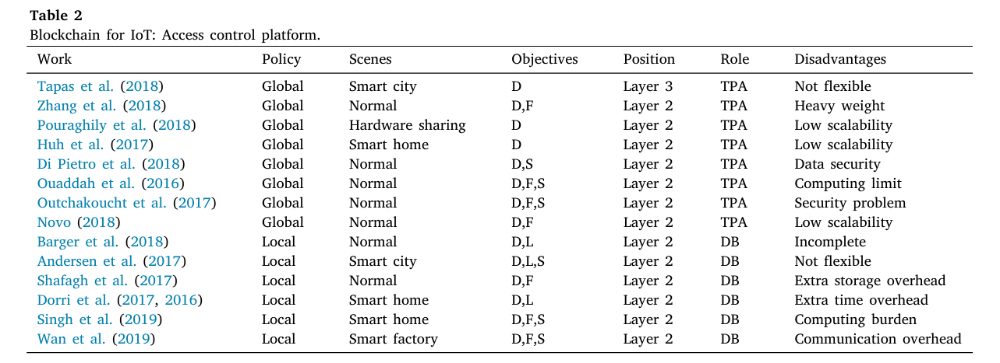 Table 2
Blockchain for IoT: Access control platform.
Work Policy Scenes Objectives Position Role Disadvantages
Tapas et al. (2018) Global Smart city D Layer 3 TPA Not flexible
Zhang et al. (2018) Global Normal D,F Layer 2 TPA Heavy weight
Pouraghily et al. (2018) Global Hardware sharing D Layer 2 TPA Low scalability
Huh et al. (2017) Global Smart home D Layer 2 TPA Low scalability
Di Pietro et al. (2018) Global Normal D,S Layer 2 TPA Data security
Ouaddah et al. (2016) Global Normal D,F,S Layer 2 TPA Computing limit
Outchakoucht et al. (2017) Global Normal D,F,S Layer 2 TPA Security problem
Novo (2018) Global Normal D,F Layer 2 TPA Low scalability
Barger et al. (2018) Local Normal D,L Layer 2 DB Incomplete
Andersen et al. (2017) Local Smart city D,L,S Layer 2 DB Not flexible
Shafagh et al. (2017) Local Normal D,F Layer 2 DB Extra storage overhead
Dorri et al. (2017, 2016) Local Smart home D,L Layer 2 DB Extra time overhead
Singh et al. (2019) Local Smart home D,F,S Layer 2 DB Computing burden
Wan et al. (2019) Local Smart factory D,F,S Layer 2 DB Communication overhead